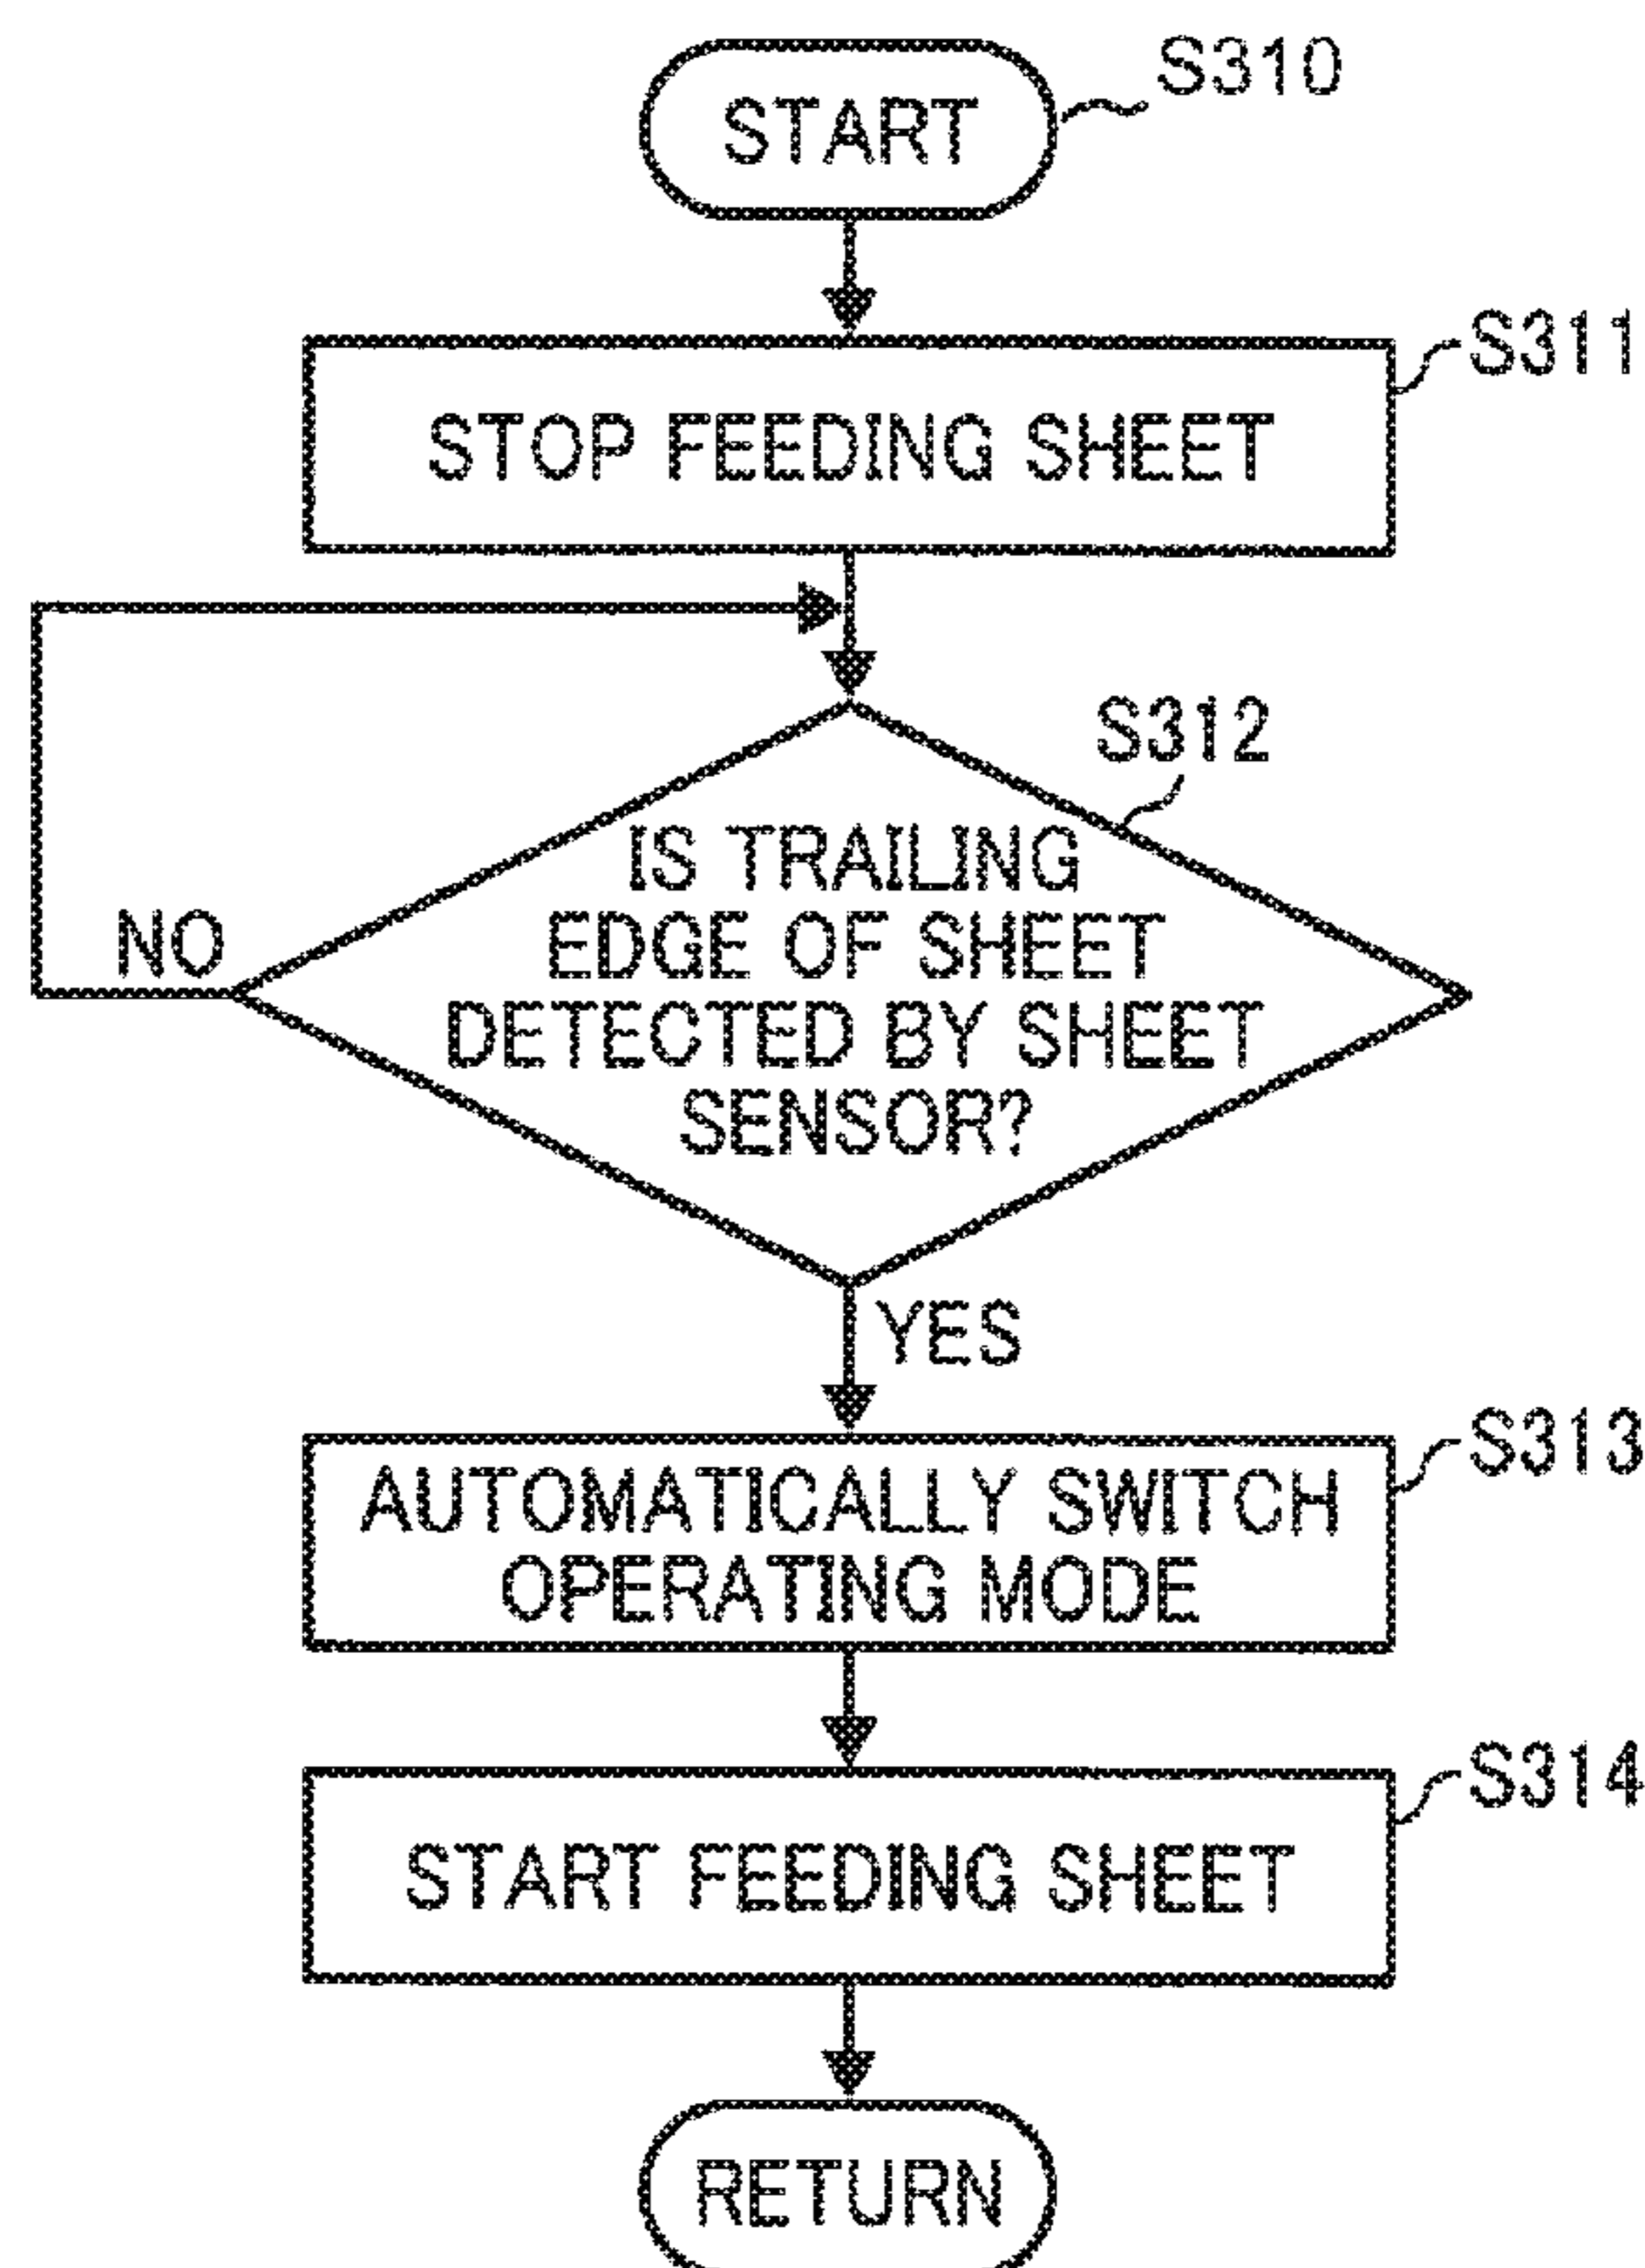 START
S310
STOP FEEDING SHEET
S311
S312
IS TRAILING
EDGE OF SHEET
DETECTED BY SHEET
SENSOR?
NO
YES
AUTOMATICALLY SWITCH
OPERATING MODE
S313
START FEEDING SHEET
S314
RETURN